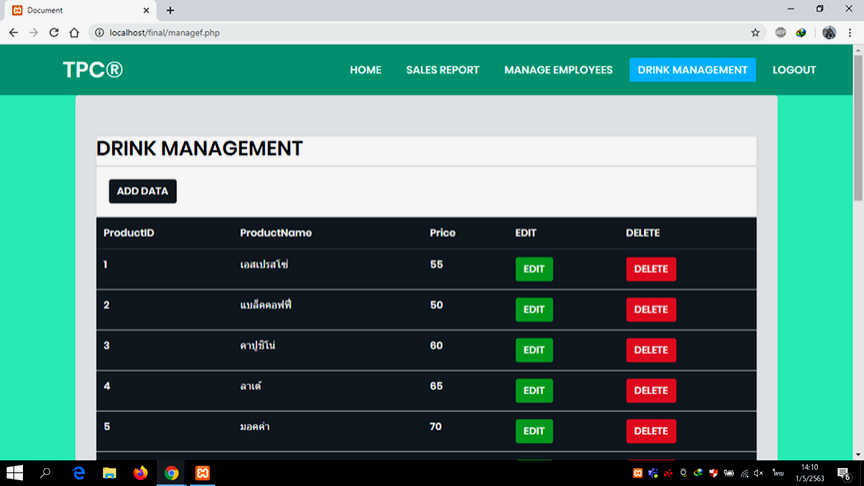 Document
localhost/final/managef.php
TPC®
HOME
SALES REPORT
MANAGE EMPLOYEES
DRINK MANAGEMENT
LOGOUT
DRINK MANAGEMENT
ADD DATA
ProductID ProductName Price EDIT DELETE
1 เอสเปรสโซ่ 55 EDIT DELETE
2 แบล็คคอฟฟี่ 50 EDIT DELETE
3 คาปูชิโน่ 60 EDIT DELETE
4 ลาเต้ 65 EDIT DELETE
5 มอคค่า 70 EDIT DELETE
ไทย
14:10
1/5/2563
6